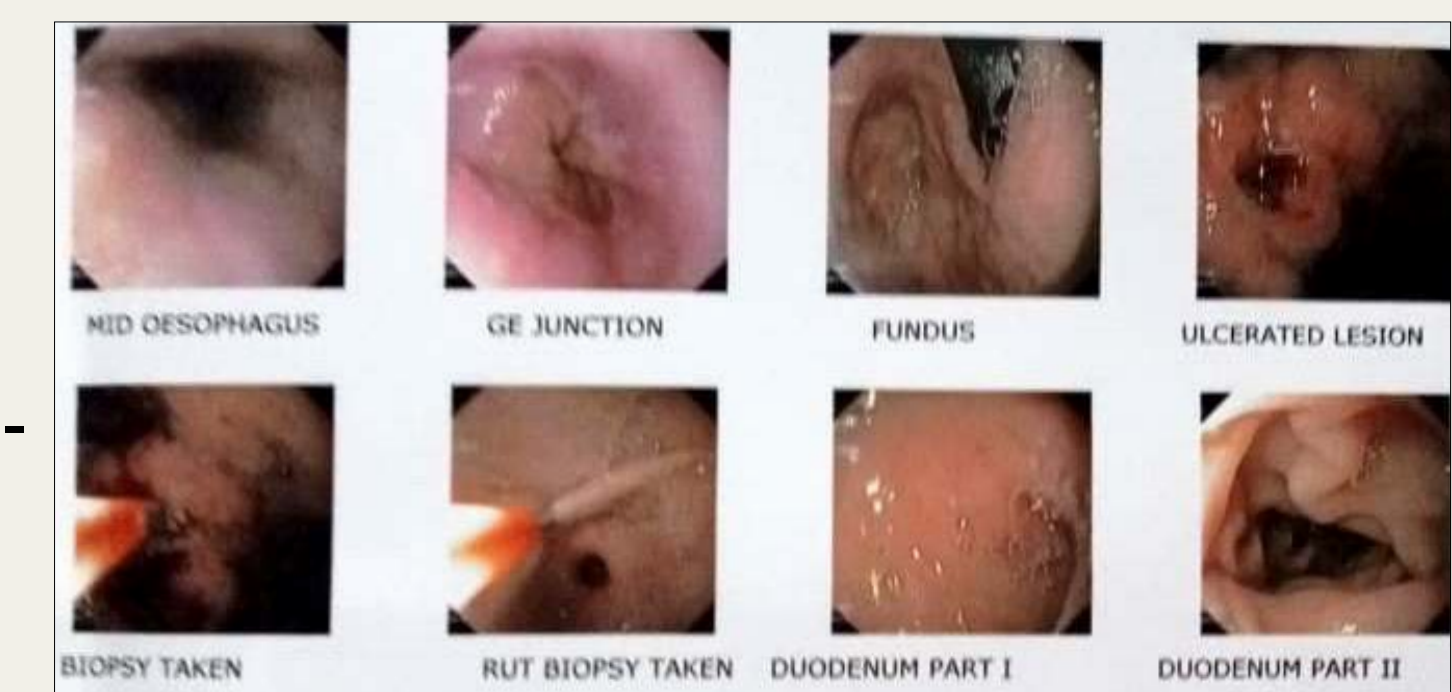 MID OESOPHAGUS
GE JUNCTION
FUNDUS
ULCERATED LESION
BIOPSY TAKEN
RUT BIOPSY TAKEN
DUODENUM PART I
DUODENUM PART II